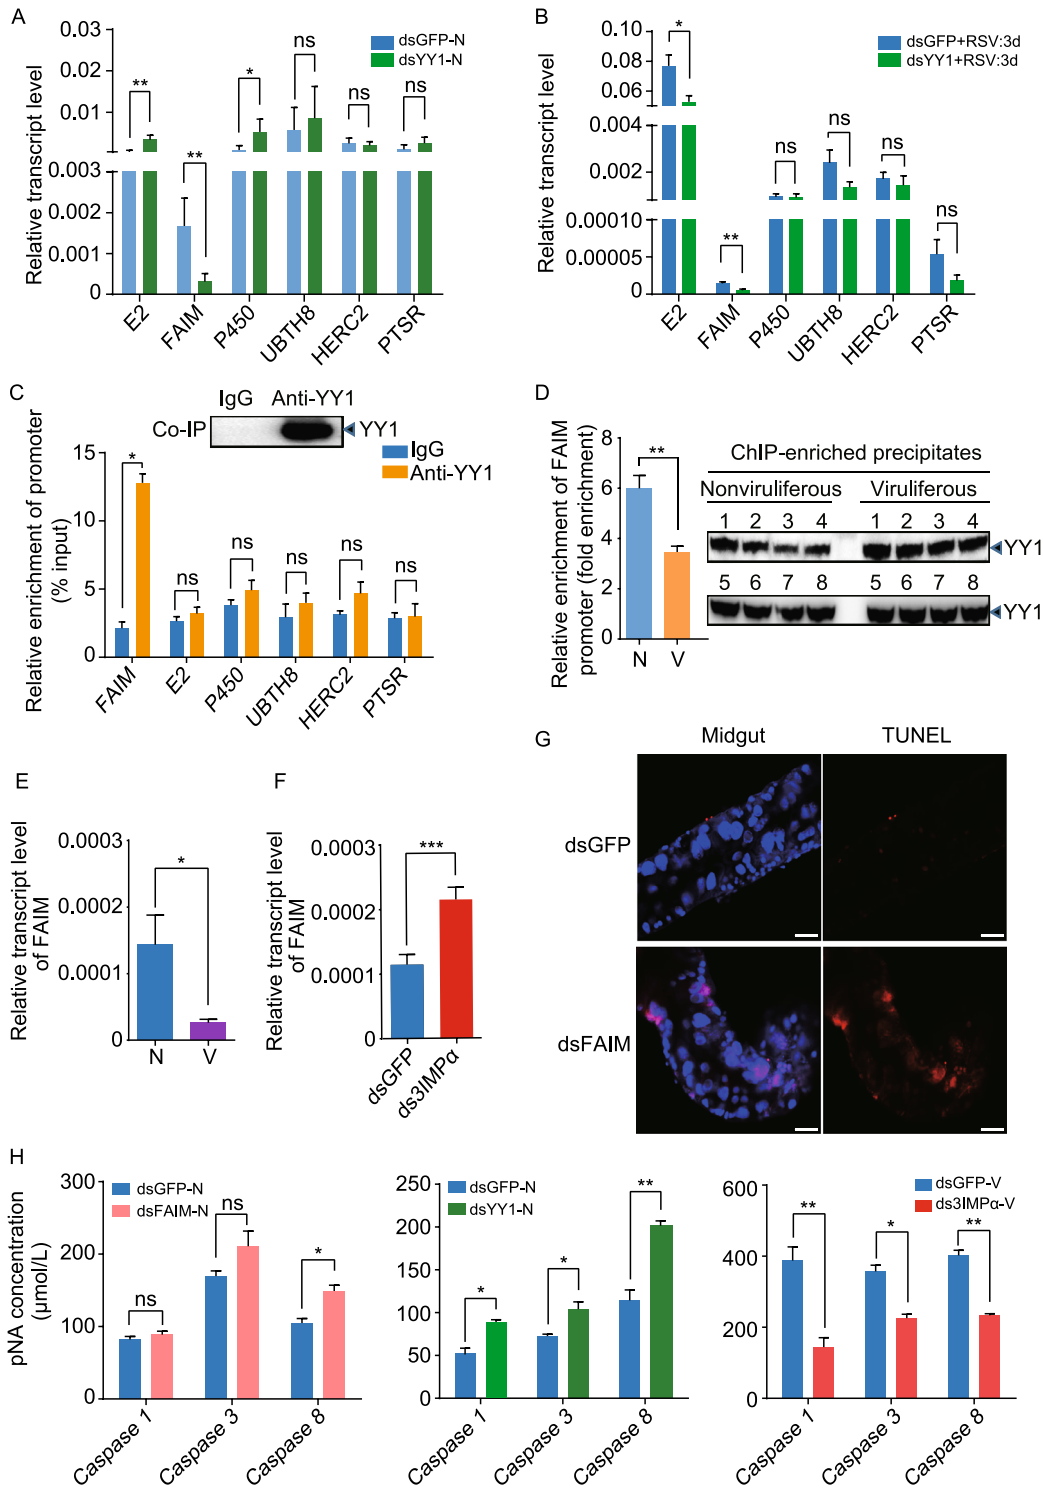 A
Relative transcript level
0.03
0.02
0.01
0.003
0.002
0.001
0
dsGFP-N
dsYY1-N
**
**
*
ns
ns
ns
E2
FAIM
P450
UBTH8
HERC2
PTSR
B
Relative transcript level
0.10
0.08
0.06
0.004
0.002
0.00010
0.00005
0
dsGFP+RSV:3d
dsYY1+RSV:3d
*
**
ns
ns
ns
ns
E2
FAIM
P450
UBTH8
HERC2
PTSR
C
IgG Anti-YY1
Co-IP
YY1
IgG
Anti-YY1
Relative enrichment of promoter
(% input)
15
10
5
0
*
ns
ns
ns
ns
ns
FAIM
E2
P450
UBTH8
HERC2
PTSR
D
Relative enrichment of FAIM
promoter (fold enrichment)
8
6
4
2
0
**
N V
ChIP-enriched precipitates
Nonviruliferous Viruliferous
1 2 3 4 1 2 3 4
YY1
5 6 7 8 5 6 7 8
YY1
E
Relative transcript level
of FAIM
0.0003
0.0002
0.0001
0
*
N V
F
Relative transcript level
of FAIM
0.0003
0.0002
0.0001
0
***
dsGFP
ds3IMPα
G
Midgut TUNEL
dsGFP
dsFAIM
H
pNA concentration
(μmol/L)
300
200
100
0
dsGFP-N
dsFAIM-N
ns
ns
*
Caspase 1
Caspase 3
Caspase 8
250
200
150
100
50
0
dsGFP-N
dsYY1-N
*
*
**
Caspase 1
Caspase 3
Caspase 8
600
400
200
0
dsGFP-V
ds3IMPα-V
**
*
**
Caspase 1
Caspase 3
Caspase 8